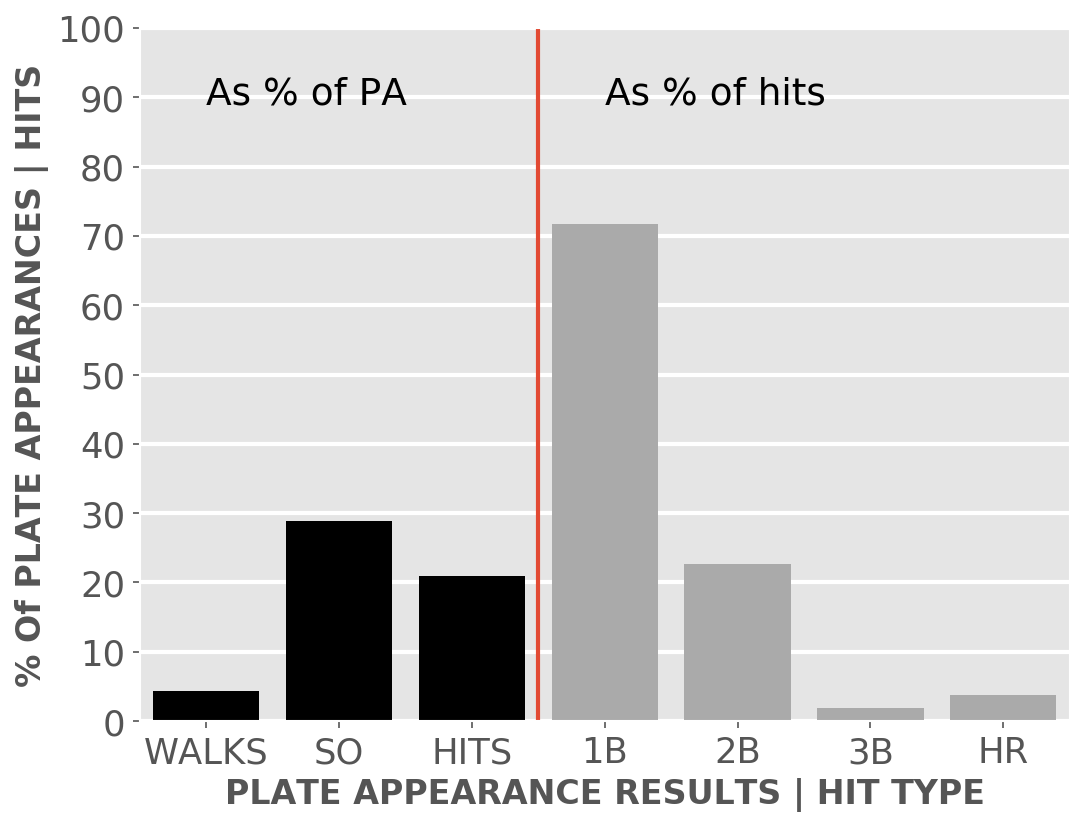 % Of PLATE APPEARANCES | HITS
100
90
80
70
60
50
40
30
20
10
0
As % of PA
As % of hits
WALKS SO HITS 1B 2B 3B HR
PLATE APPEARANCE RESULTS | HIT TYPE